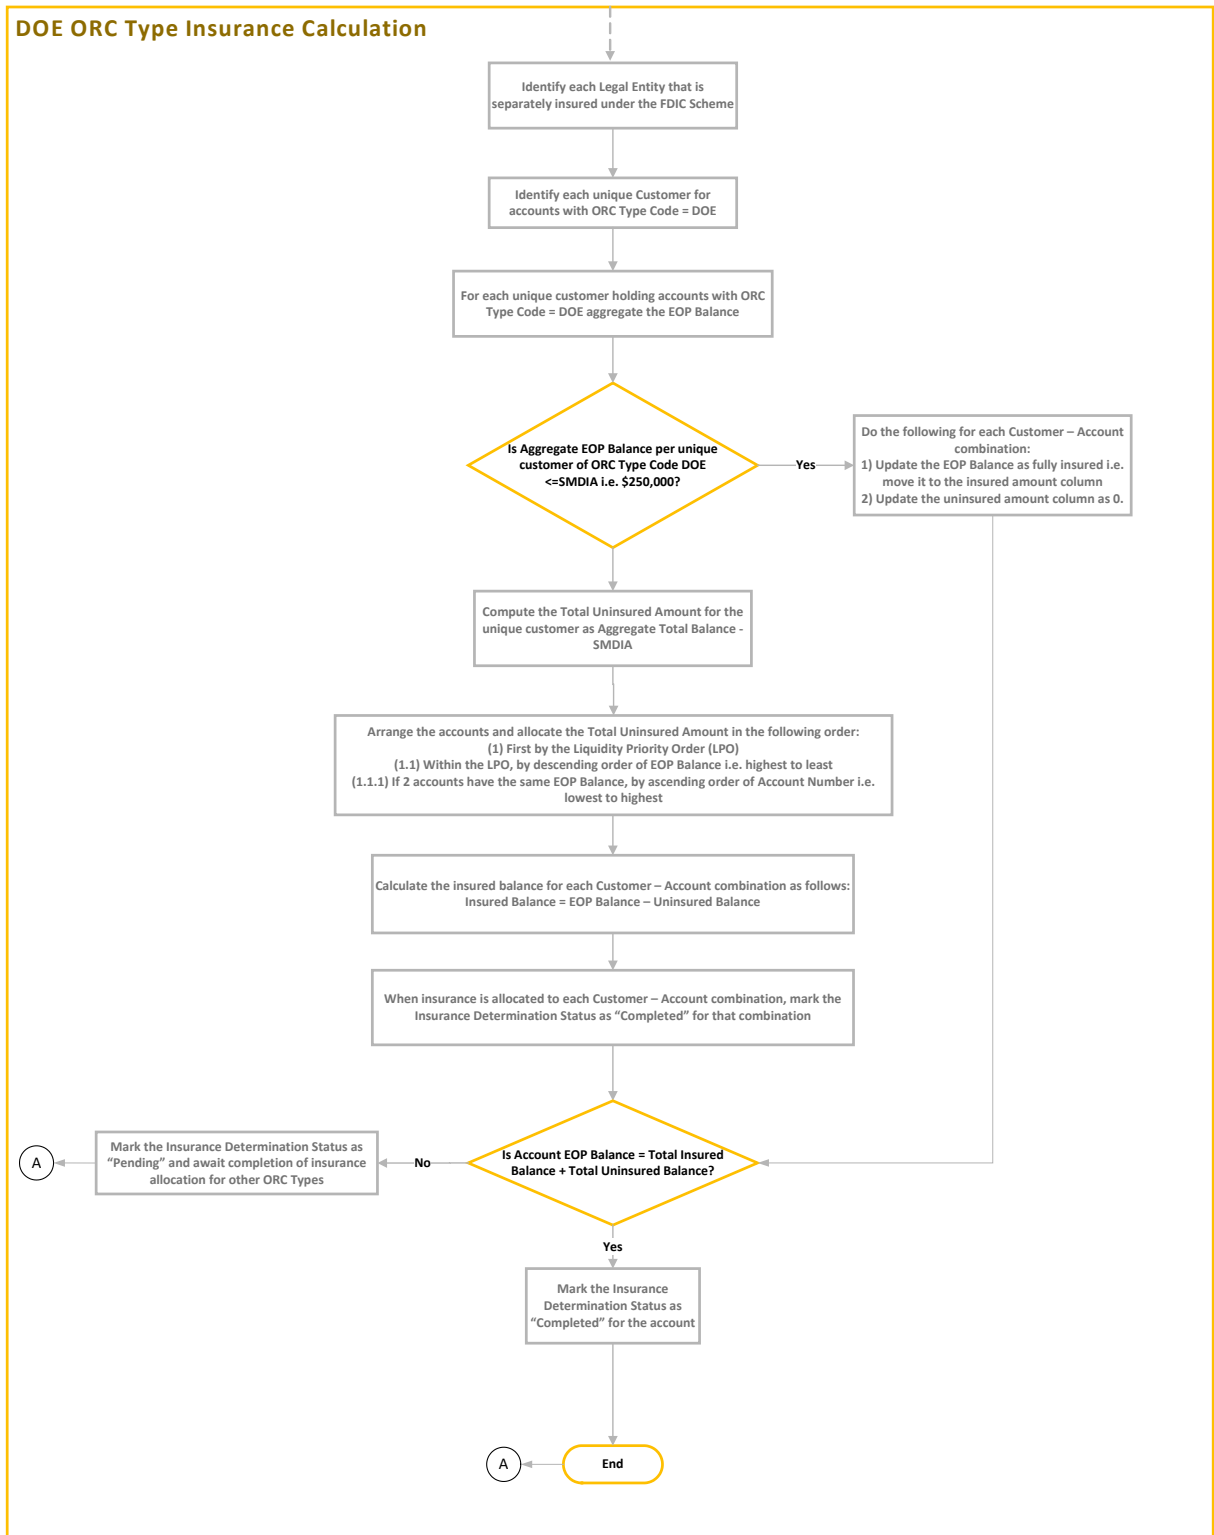 DOE ORC Type Insurance Calculation
Identify each Legal Entity that is
separately insured under the FDIC Scheme
Identify each unique Customer for
accounts with ORC Type Code = DOE
For each unique customer holding accounts with ORC
Type Code = DOE aggregate the EOP Balance
Is Aggregate EOP Balance per unique
customer of ORC Type Code DOE
<=SMDIA i.e. $250,000?
Yes
Do the following for each Customer – Account
combination:
1) Update the EOP Balance as fully insured i.e.
move it to the insured amount column
2) Update the uninsured amount column as 0.
Compute the Total Uninsured Amount for the
unique customer as Aggregate Total Balance -
SMDIA
Arrange the accounts and allocate the Total Uninsured Amount in the following order:
(1) First by the Liquidity Priority Order (LPO)
(1.1) Within the LPO, by descending order of EOP Balance i.e. highest to least
(1.1.1) If 2 accounts have the same EOP Balance, by ascending order of Account Number i.e.
lowest to highest
Calculate the insured balance for each Customer – Account combination as follows:
Insured Balance = EOP Balance – Uninsured Balance
When insurance is allocated to each Customer – Account combination, mark the
Insurance Determination Status as “Completed” for that combination
Is Account EOP Balance = Total Insured
Balance + Total Uninsured Balance?
No
Mark the Insurance Determination Status as
“Pending” and await completion of insurance
allocation for other ORC Types
A
Yes
Mark the Insurance
Determination Status as
“Completed” for the account
End
A